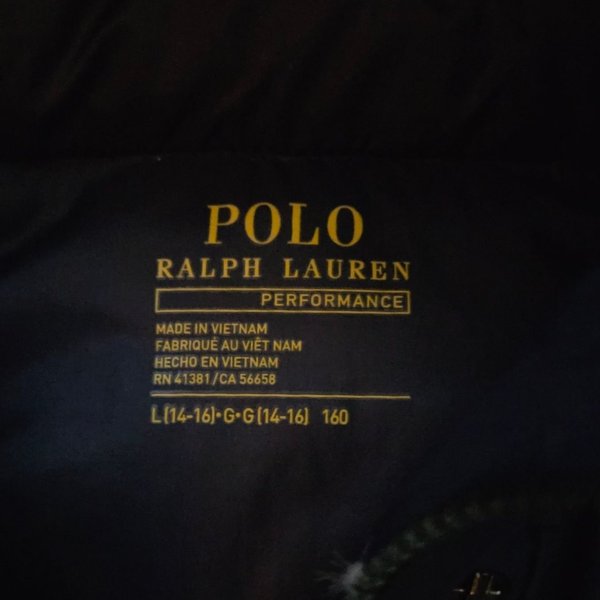 POLO
RALPH LAUREN
PERFORMANCE
MADE IN VIETNAM
FABRIQUÉ AU VIÊT NAM
HECHO EN VIETNAM
RN 41381/CA 56658
L(14-16)•G•G(14-16) 160